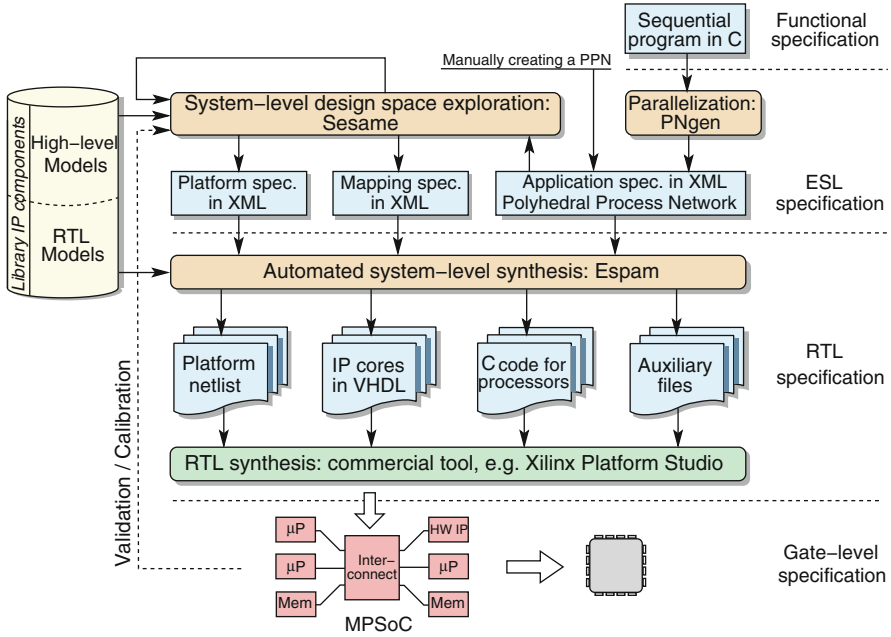 Sequential
program in C
Functional
specification
Manually creating a PPN
System–level design space exploration:
Sesame
Parallelization:
PNgen
Library IP components
High–level
Models
RTL
Models
Platform spec.
in XML
Mapping spec.
in XML
Application spec. in XML
Polyhedral Process Network
ESL
specification
Automated system–level synthesis: Espam
Platform
netlist
IP cores
in VHDL
C code for
processors
Auxiliary
files
RTL
specification
RTL synthesis: commercial tool, e.g. Xilinx Platform Studio
Validation / Calibration
μP
μP
Mem
Inter–
connect
HW IP
μP
Mem
MPSoC
Gate–level
specification